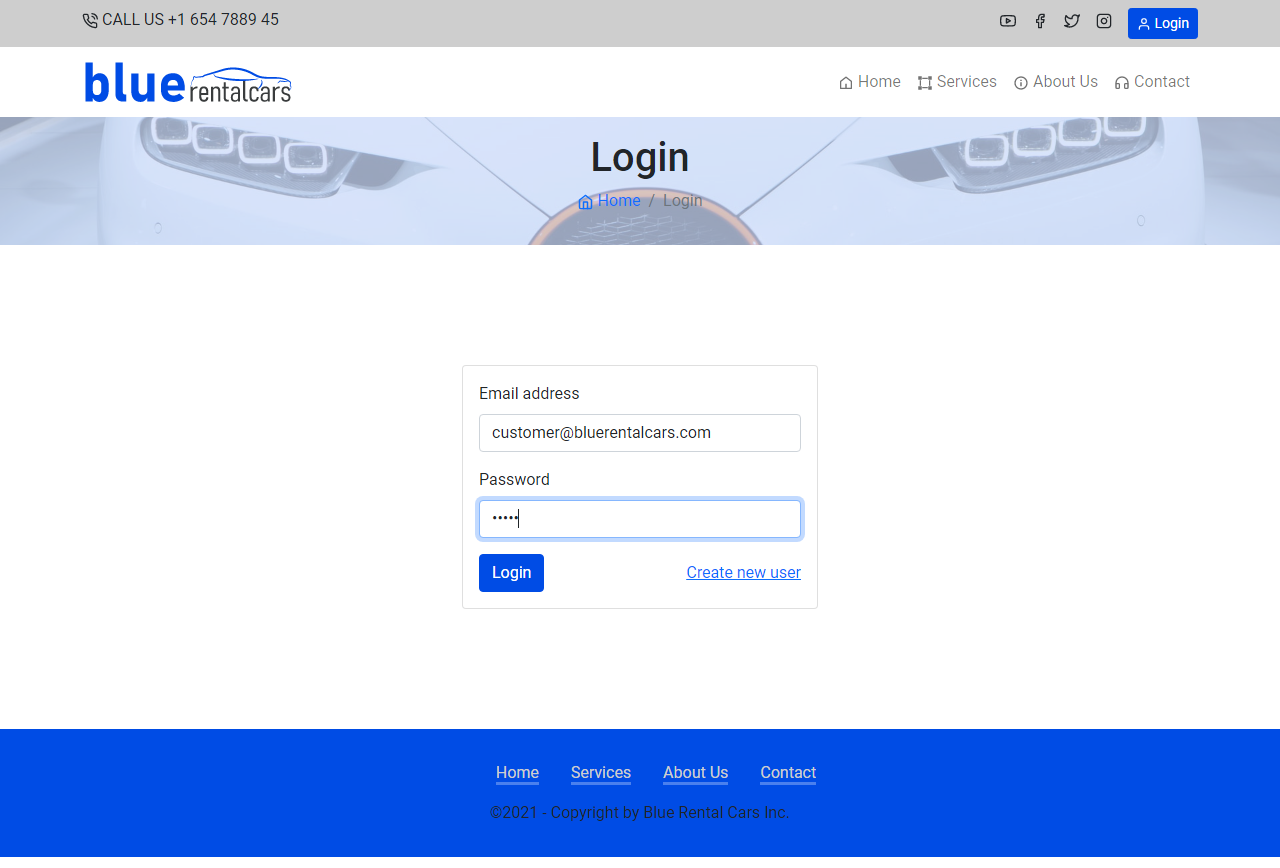 CALL US +1 654 7889 45
Login
blue rentalcars
Home Services About Us Contact
Login
Home / Login
Email address
customer@bluerentalcars.com
Password
•••••
Login Create new user
Home Services About Us Contact
©2021 - Copyright by Blue Rental Cars Inc.